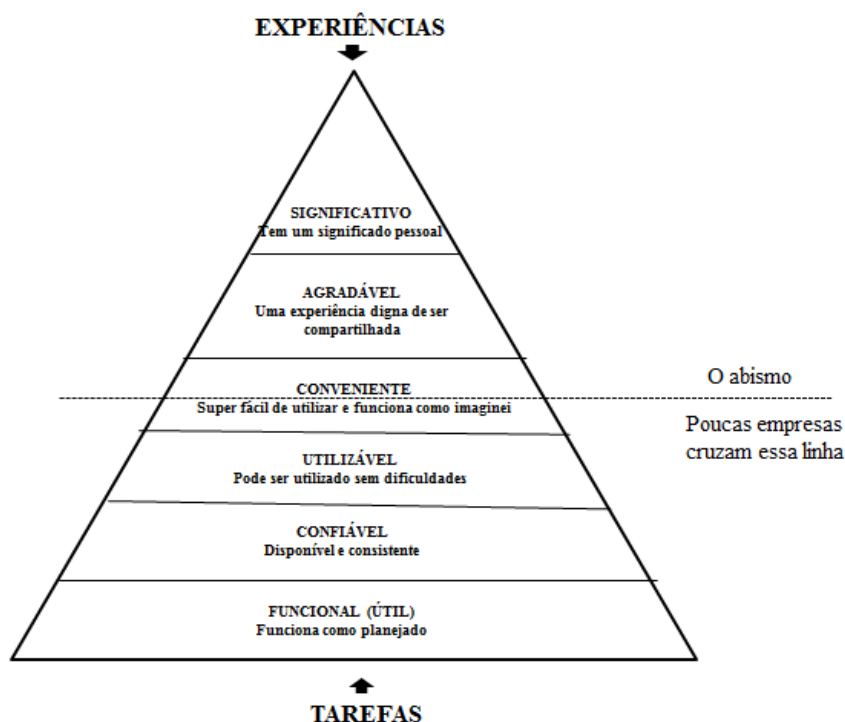 EXPERIÊNCIAS
SIGNIFICATIVO
Tem um significado pessoal
AGRADÁVEL
Uma experiência digna de ser
compartilhada
O abismo
CONVENIENTE
Super fácil de utilizar e funciona como imaginei
Poucas empresas
cruzam essa linha
UTILIZÁVEL
Pode ser utilizado sem dificuldades
CONFIÁVEL
Disponível e consistente
FUNCIONAL (ÚTIL)
Funciona como planejado
TAREFAS